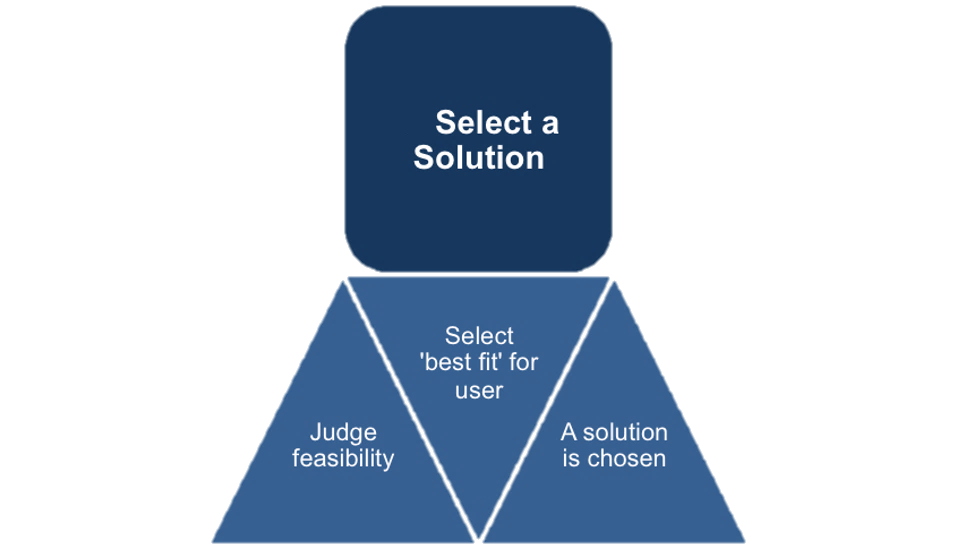 Select a
Solution
Select
'best fit' for
user
Judge
feasibility
A solution
is chosen